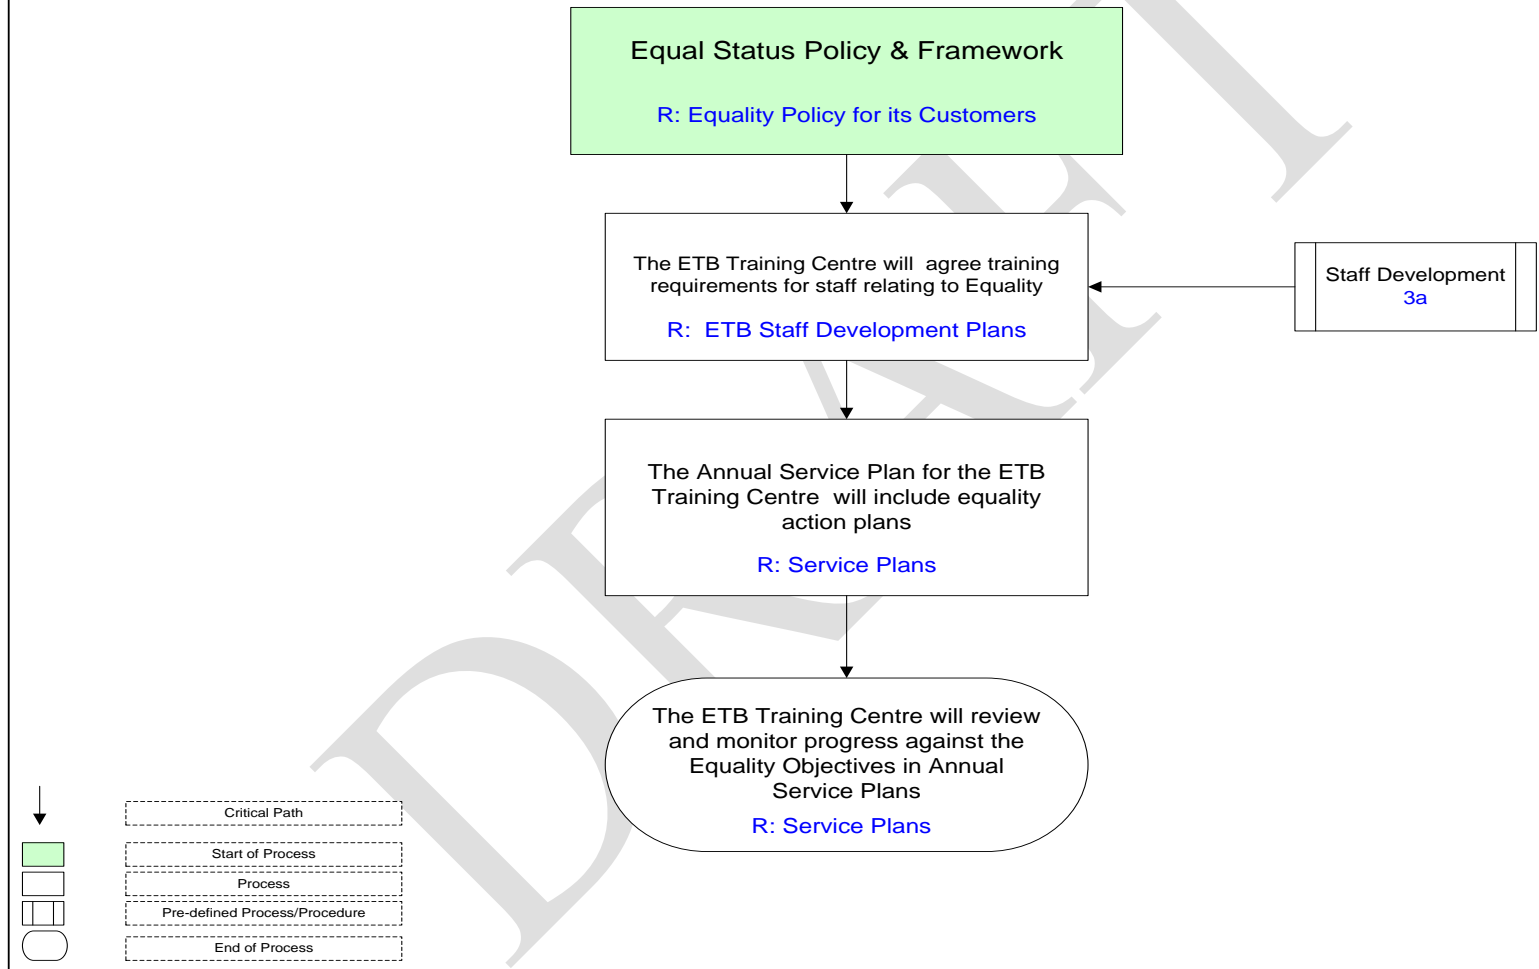 Equal Status Policy & Framework
R: Equality Policy for its Customers
The ETB Training Centre will agree training
requirements for staff relating to Equality
R: ETB Staff Development Plans
Staff Development
3a
The Annual Service Plan for the ETB
Training Centre will include equality
action plans
R: Service Plans
The ETB Training Centre will review
and monitor progress against the
Equality Objectives in Annual
Service Plans
R: Service Plans
Critical Path
Start of Process
Process
Pre-defined Process/Procedure
End of Process
DRAFT